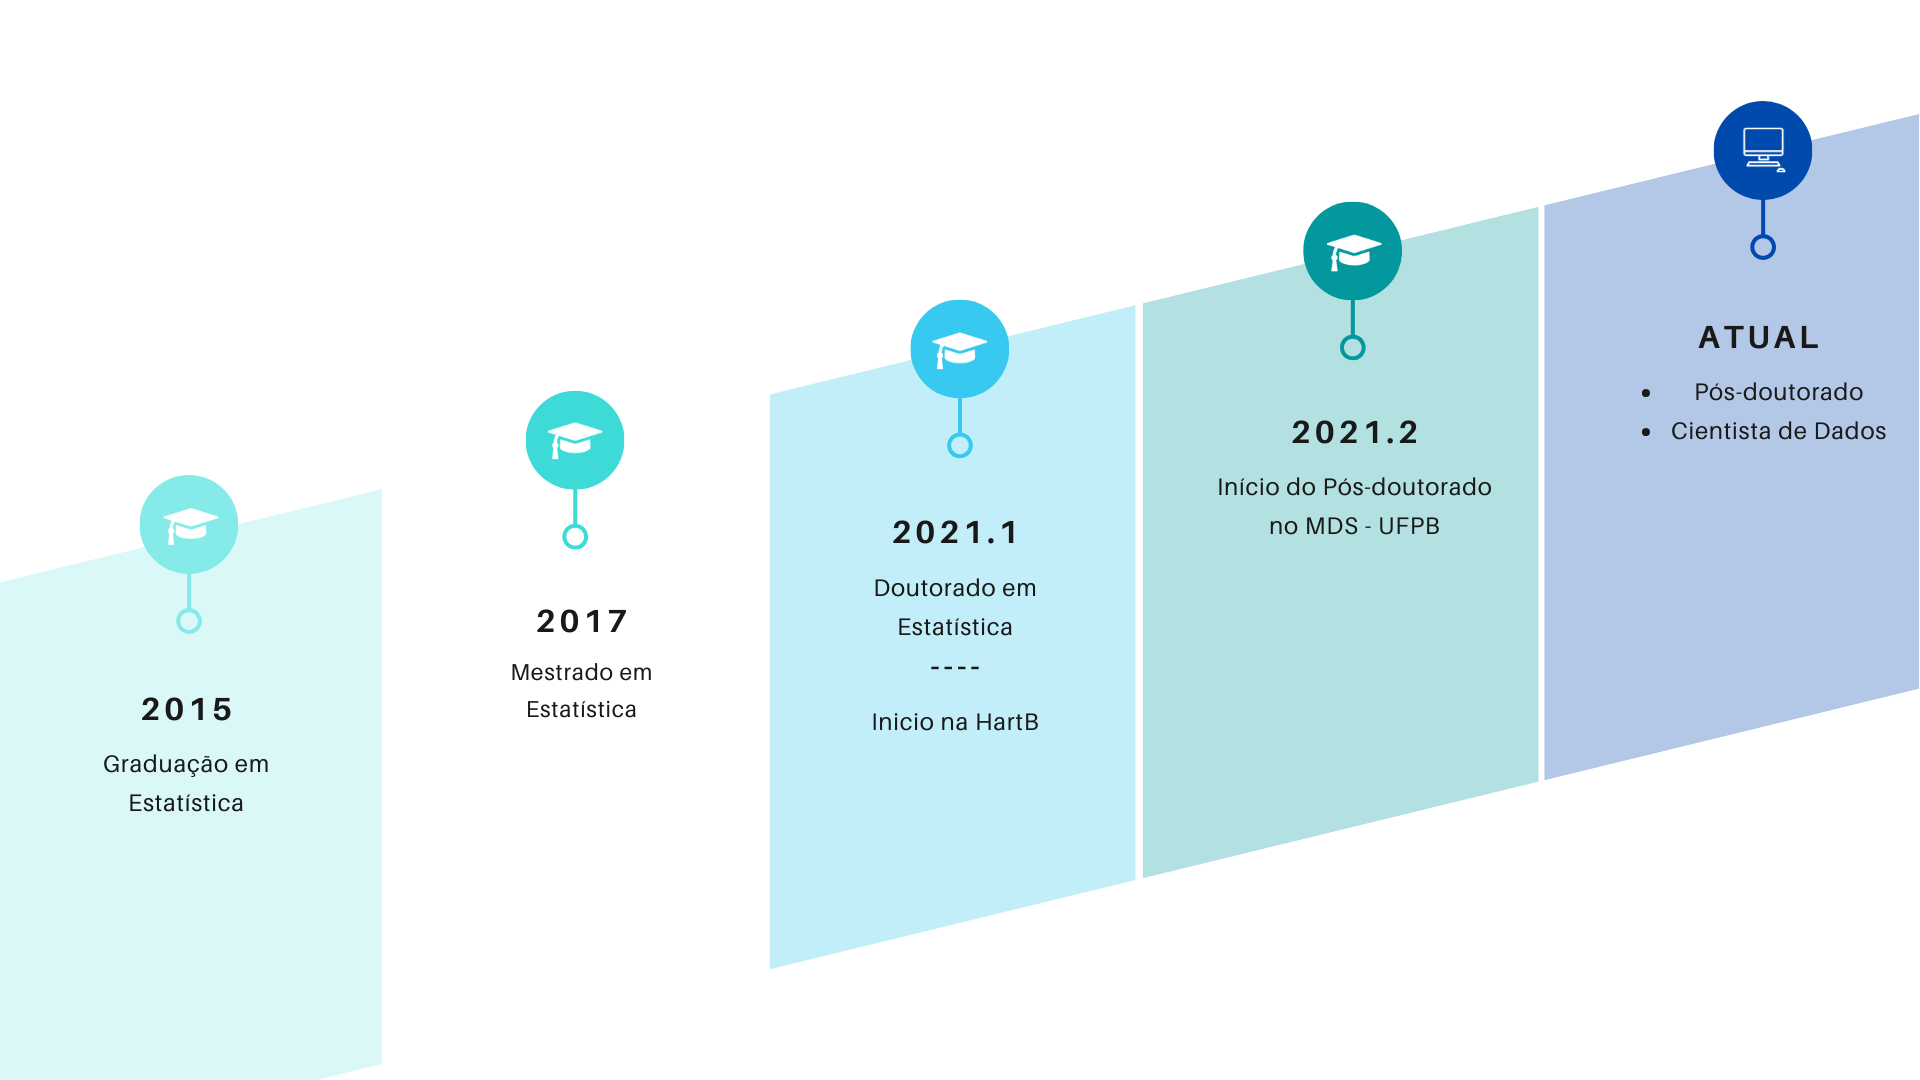 2015
Graduação em
Estatística
2017
Mestrado em
Estatística
2021.1
Doutorado em
Estatística
----
Inicio na HartB
2021.2
Início do Pós-doutorado
no MDS - UFPB
ATUAL
• Pós-doutorado
• Cientista de Dados